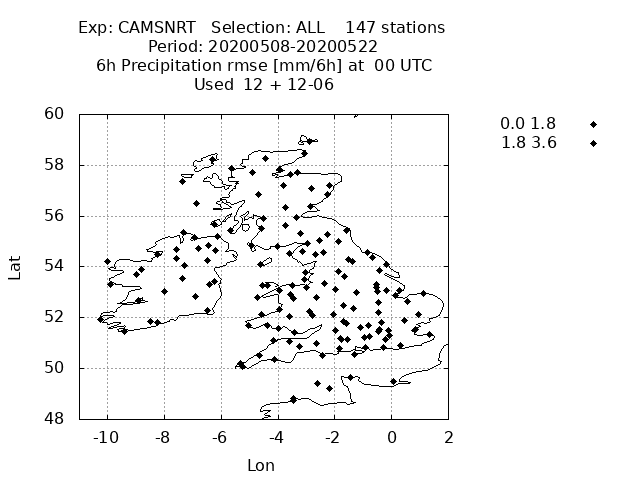 Exp: CAMSNRT   Selection: ALL    147 stations
Period: 20200508-20200522
6h Precipitation rmse [mm/6h] at  00 UTC
Used  12 + 12-06
0.0 1.8
1.8 3.6
60
58
56
54
52
50
48
Lat
-10 -8 -6 -4 -2 0 2
Lon